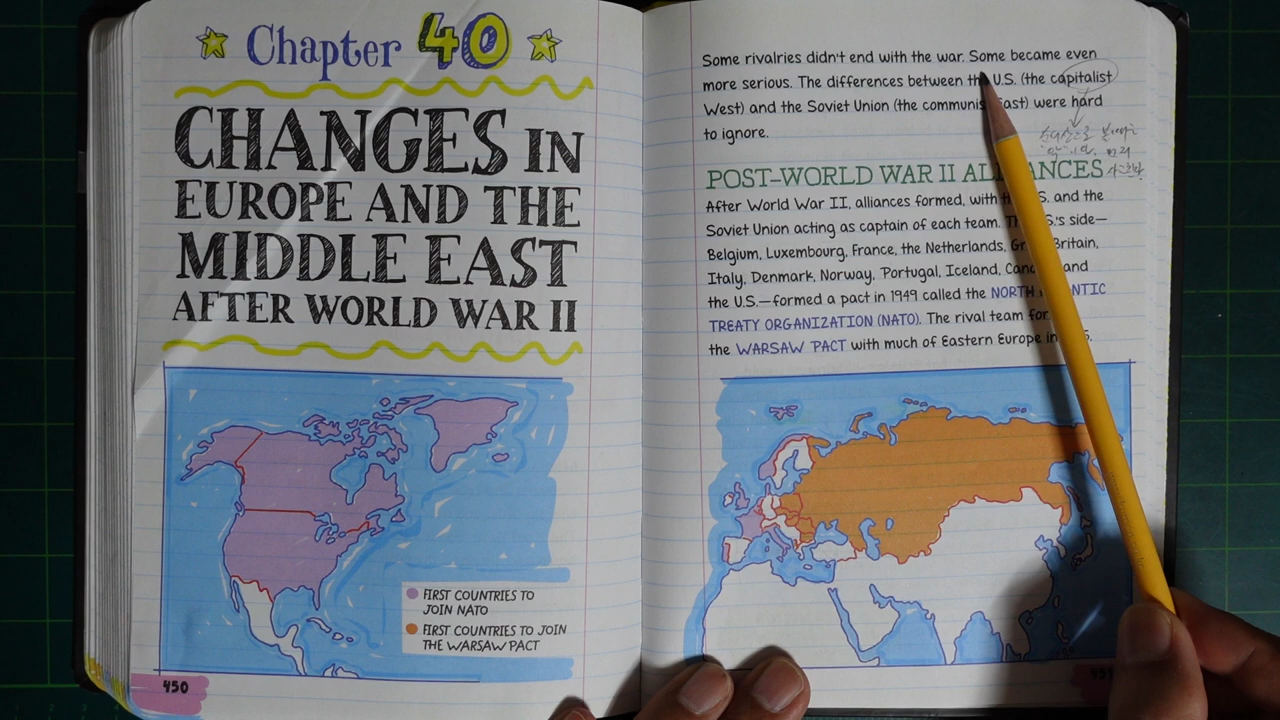 Chapter 40
CHANGES IN
EUROPE AND THE
MIDDLE EAST
AFTER WORLD WAR II
FIRST COUNTRIES TO
JOIN NATO
FIRST COUNTRIES TO JOIN
THE WARSAW PACT
450
Some rivalries didn't end with the war. Some became even
more serious. The differences between the U.S. (the capitalist
West) and the Soviet Union (the communist East) were hard
to ignore.
POST-WORLD WAR II ALLIANCES
After World War II, alliances formed, with the U.S. and the
Soviet Union acting as captain of each team. The U.S.'s side—
Belgium, Luxembourg, France, the Netherlands, Great Britain,
Italy, Denmark, Norway, Portugal, Iceland, Canada, and
the U.S.—formed a pact in 1949 called the NORTH ATLANTIC
TREATY ORGANIZATION (NATO). The rival team
the WARSAW PACT with much of Eastern Europe in
451